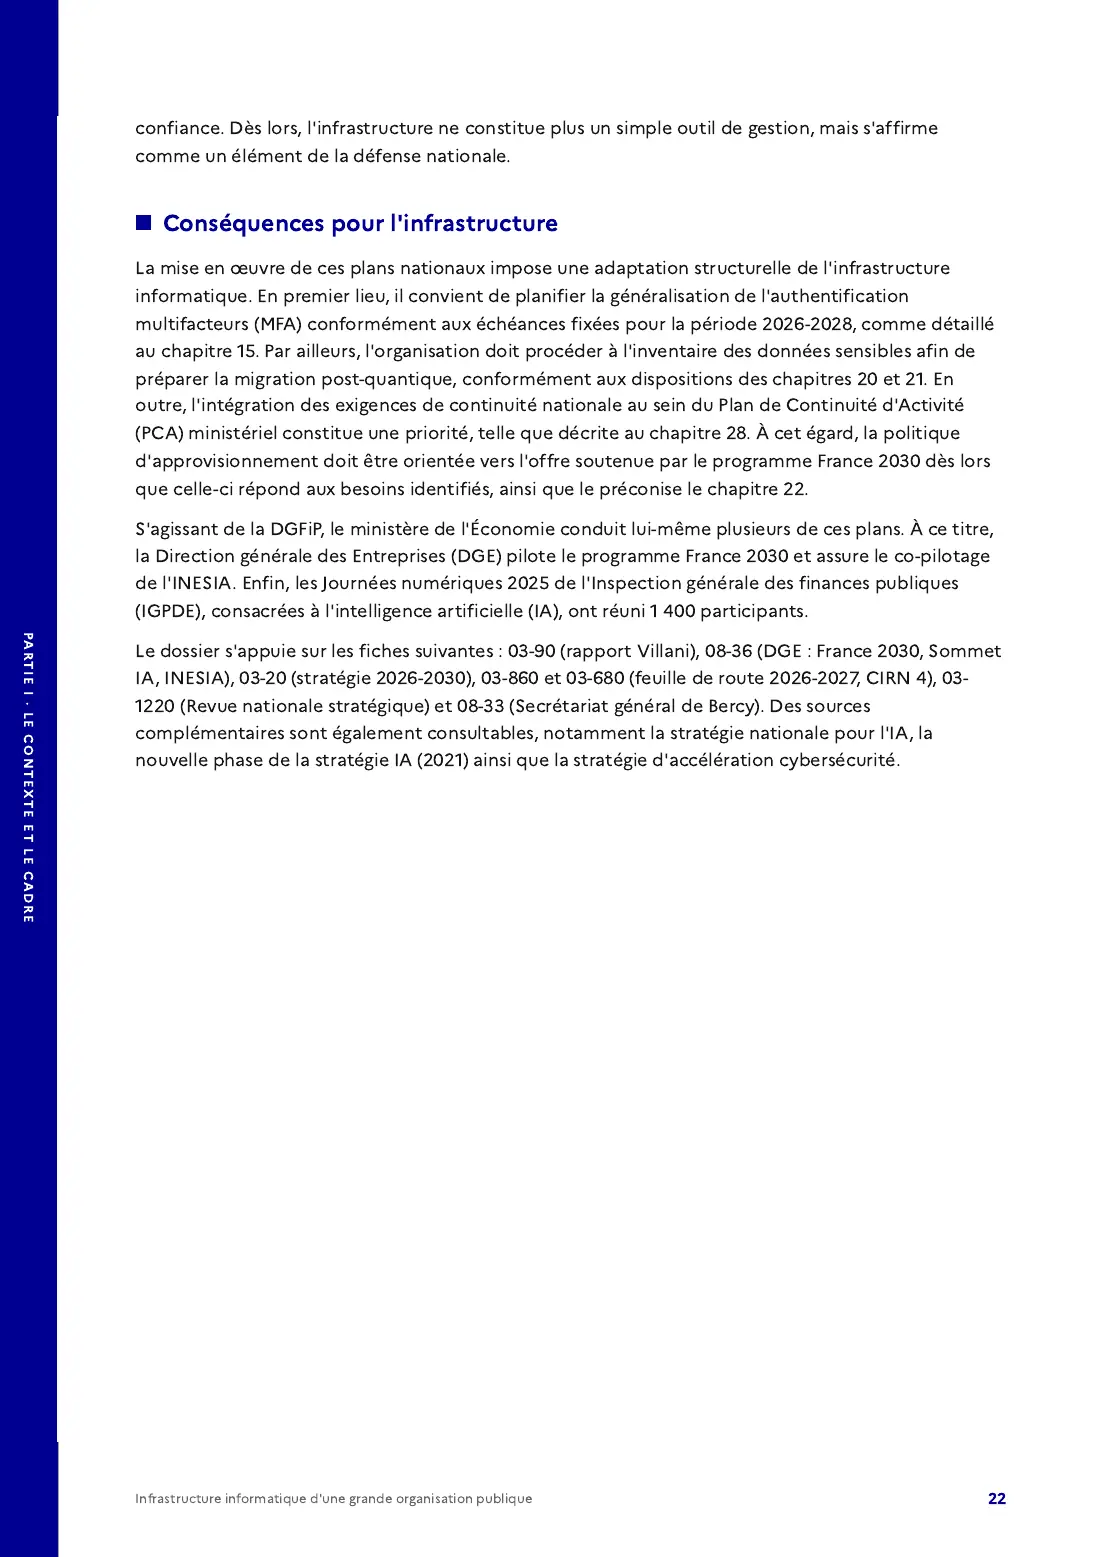 confiance. Dès lors, l'infrastructure ne constitue plus un simple outil de gestion, mais s'affirme
comme un élément de la défense nationale.
Conséquences pour l'infrastructure
La mise en œuvre de ces plans nationaux impose une adaptation structurelle de l'infrastructure
informatique. En premier lieu, il convient de planifier la généralisation de l'authentification
multifacteurs (MFA) conformément aux échéances fixées pour la période 2026-2028, comme détaillé
au chapitre 15. Par ailleurs, l'organisation doit procéder à l'inventaire des données sensibles afin de
préparer la migration post-quantique, conformément aux dispositions des chapitres 20 et 21. En
outre, l'intégration des exigences de continuité nationale au sein du Plan de Continuité d'Activité
(PCA) ministériel constitue une priorité, telle que décrite au chapitre 28. À cet égard, la politique
d'approvisionnement doit être orientée vers l'offre soutenue par le programme France 2030 dès lors
que celle-ci répond aux besoins identifiés, ainsi que le préconise le chapitre 22.
S'agissant de la DGFiP, le ministère de l'Économie conduit lui-même plusieurs de ces plans. À ce titre,
la Direction générale des Entreprises (DGE) pilote le programme France 2030 et assure le co-pilotage
de l'INESIA. Enfin, les Journées numériques 2025 de l'Inspection générale des finances publiques
(IGPDE), consacrées à l'intelligence artificielle (IA), ont réuni 1 400 participants.
Le dossier s'appuie sur les fiches suivantes : 03-90 (rapport Villani), 08-36 (DGE : France 2030, Sommet
IA, INESIA), 03-20 (stratégie 2026-2030), 03-860 et 03-680 (feuille de route 2026-2027, CIRN 4), 03-
1220 (Revue nationale stratégique) et 08-33 (Secrétariat général de Bercy). Des sources
complémentaires sont également consultables, notamment la stratégie nationale pour l'IA, la
nouvelle phase de la stratégie IA (2021) ainsi que la stratégie d'accélération cybersécurité.
PARTIE I · LE CONTEXTE ET LE CADRE
Infrastructure informatique d'une grande organisation publique
22